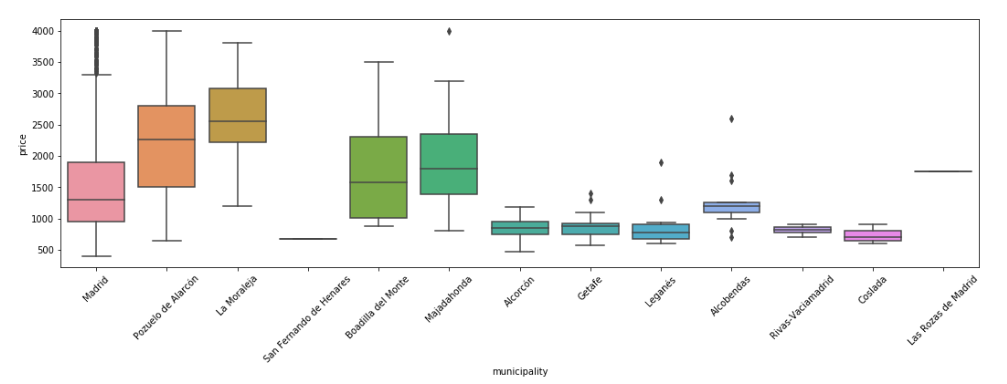 4000
3500
3000
2500
2000
1500
1000
500
price
Madrid
Pozuelo de Alarcón
La Moraleja
San Fernando de Henares
Boadilla del Monte
Majadahonda
Alcorcón
Getafe
Leganés
Alcobendas
Rivas-Vaciamadrid
Coslada
Las Rozas de Madrid
municipality